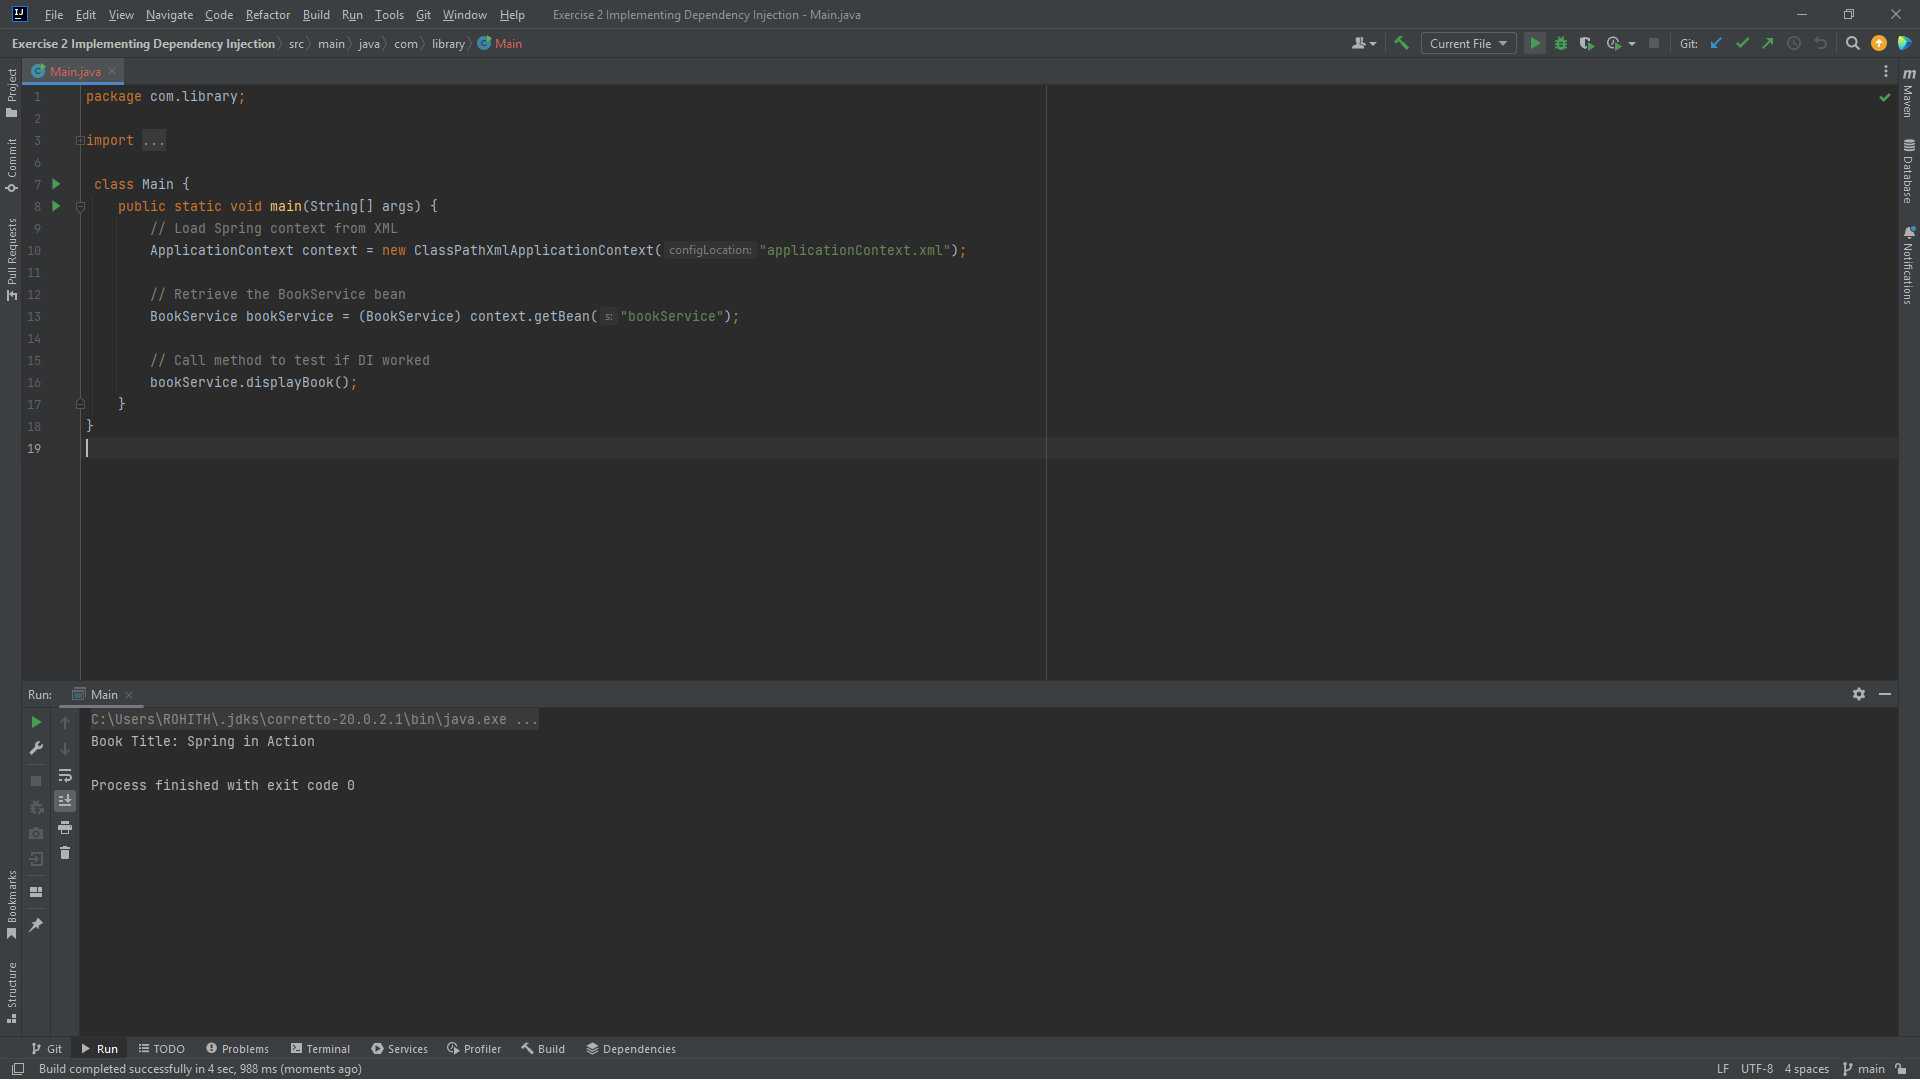 File Edit View Navigate Code Refactor Build Run Tools Git Window Help Exercise 2 Implementing Dependency Injection - Main.java
Exercise 2 Implementing Dependency Injection src main java com library Main Current File Git:
Main.java
1 package com.library;
2
3 import ...
6
7 class Main {
8 public static void main(String[] args) {
9 // Load Spring context from XML
10 ApplicationContext context = new ClassPathXmlApplicationContext( configLocation: "applicationContext.xml");
11
12 // Retrieve the BookService bean
13 BookService bookService = (BookService) context.getBean( s: "bookService");
14
15 // Call method to test if DI worked
16 bookService.displayBook();
17 }
18 }
19
Project
Commit
Pull Requests
Bookmarks
Structure
Maven
Database
Notifications
Run: Main
C:\Users\ROHITH\.jdks\corretto-20.0.2.1\bin\java.exe ...
Book Title: Spring in Action
Process finished with exit code 0
Git Run TODO Problems Terminal Services Profiler Build Dependencies
Build completed successfully in 4 sec, 988 ms (moments ago) LF UTF-8 4 spaces main